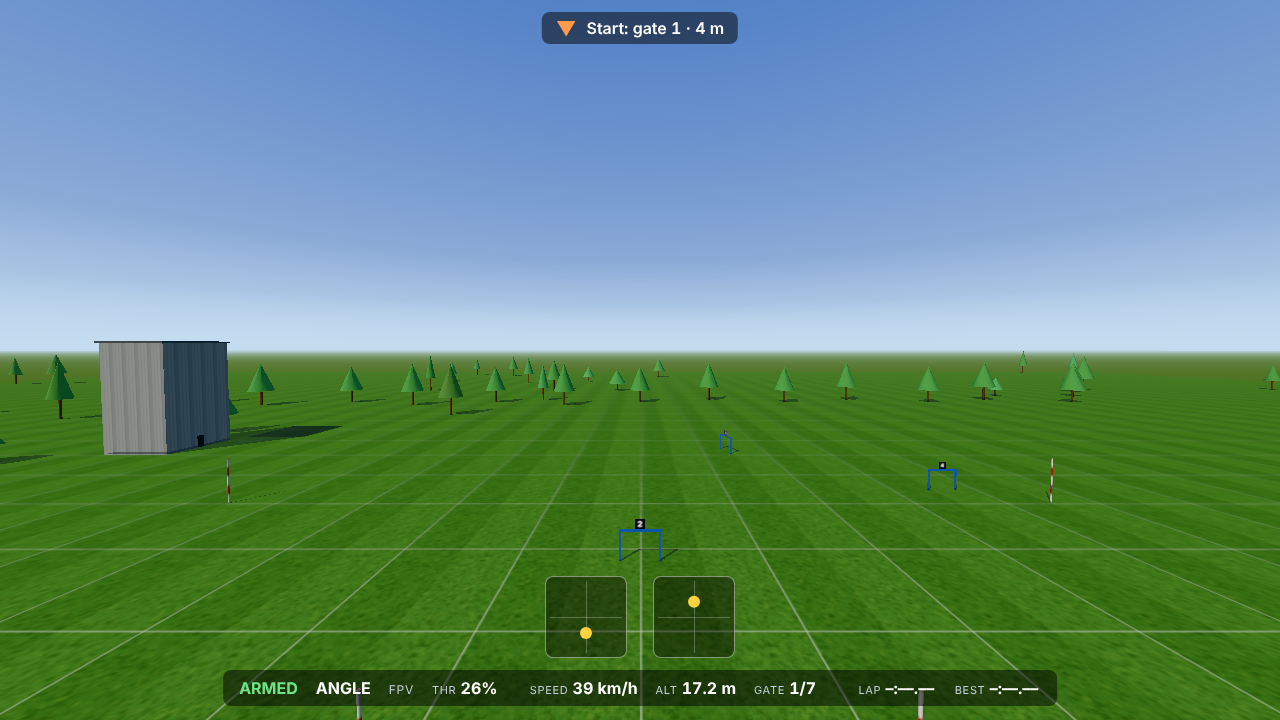 Start: gate 1 · 4 m
4
2
ARMED ANGLE FPV THR 26% SPEED 39 km/h ALT 17.2 m GATE 1/7 LAP –:––.–– BEST –:––.––